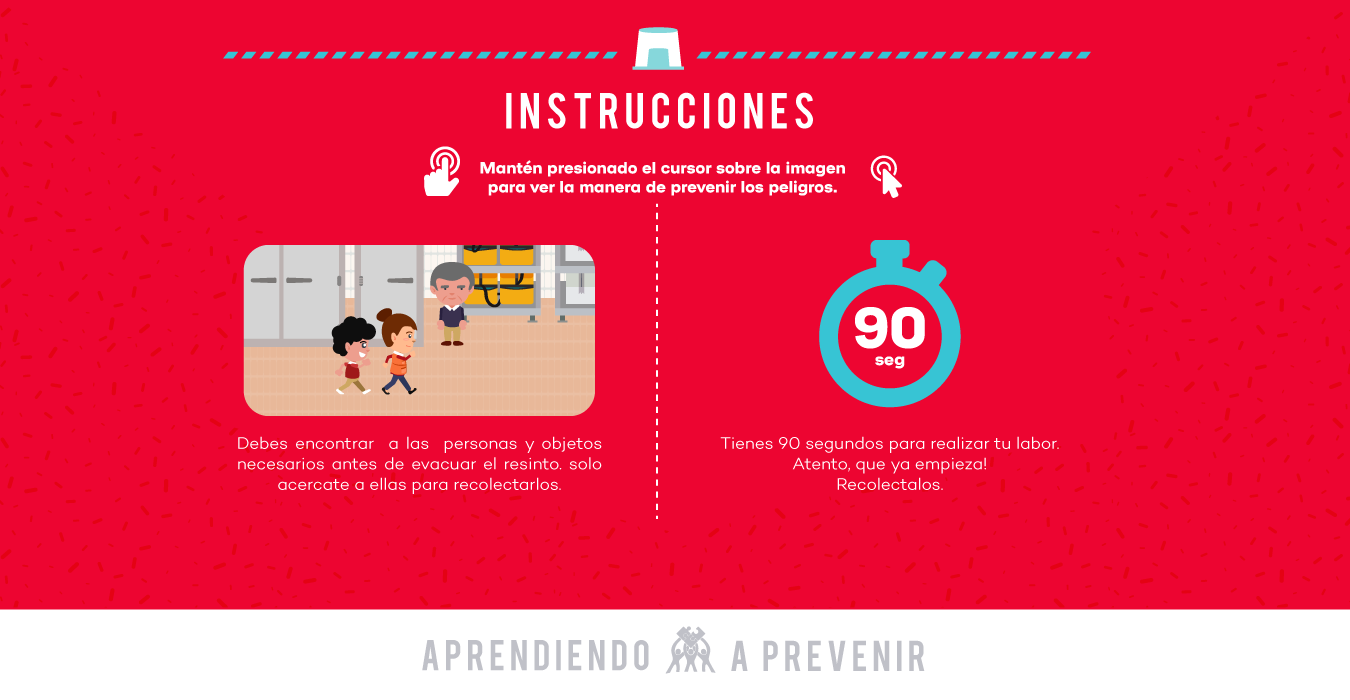 INSTRUCCIONES
Mantén presionado el cursor sobre la imagen
para ver la manera de prevenir los peligros.
Debes encontrar a las personas y objetos
necesarios antes de evacuar el resinto. solo
acercate a ellas para recolectarlos.
90
seg
Tienes 90 segundos para realizar tu labor.
Atento, que ya empieza!
Recolectalos.
APRENDIENDO A PREVENIR